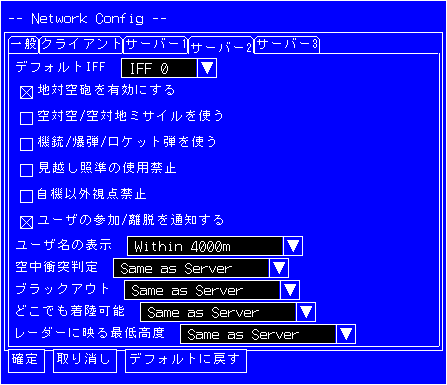 -- Network Config --
一般 クライアント サーバー1 サーバー2 サーバー3
デフォルトIFF IFF 0
地対空砲を有効にする
空対空/空対地ミサイルを使う
機銃/爆弾/ロケット弾を使う
見越し照準の使用禁止
自機以外視点禁止
ユーザの参加/離脱を通知する
ユーザ名の表示 Within 4000m
空中衝突判定 Same as Server
ブラックアウト Same as Server
どこでも着陸可能 Same as Server
レーダーに映る最低高度 Same as Server
確定 取り消し デフォルトに戻す